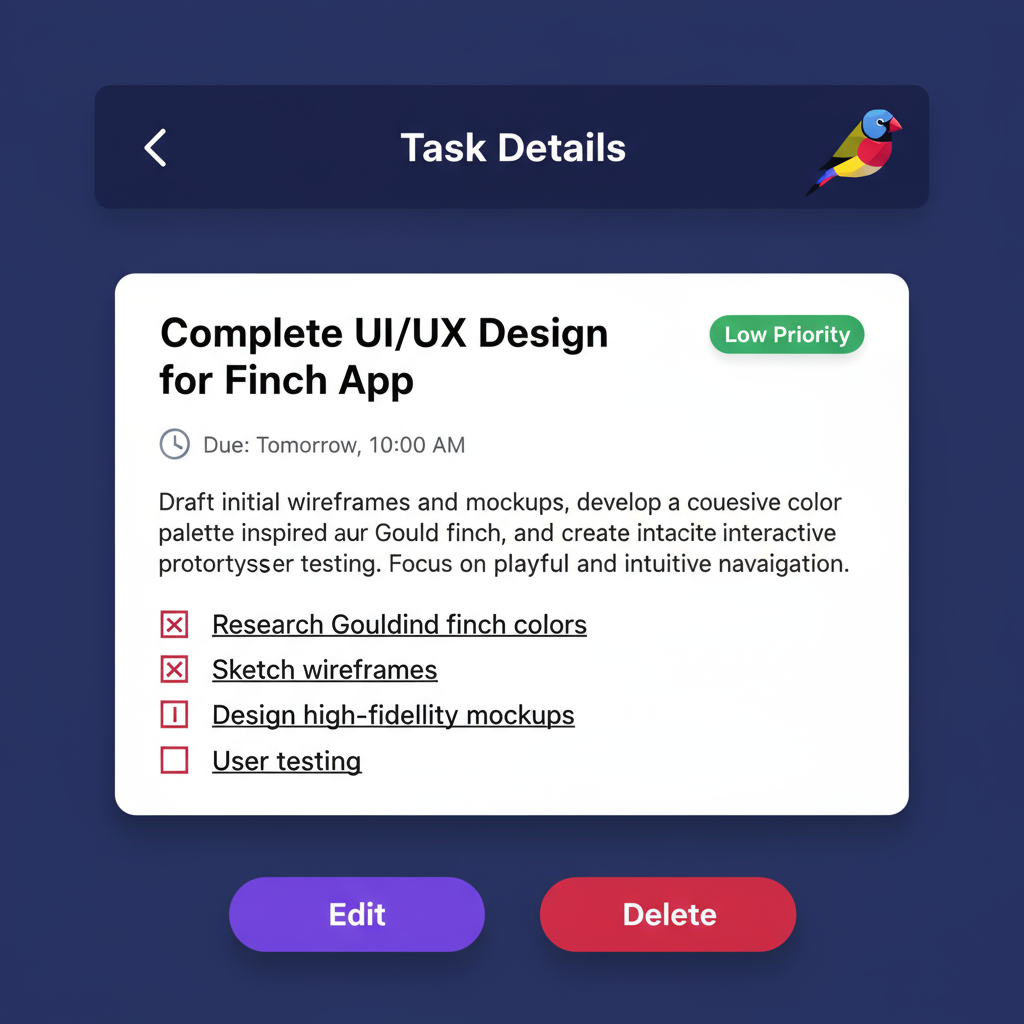 Task Details
Complete UI/UX Design
for Finch App
Low Priority
Due: Tomorrow, 10:00 AM
Draft initial wireframes and mockups, develop a couesive color
palette inspired aur Gould finch, and create intacite interactive
protortysser testing. Focus on playful and intuitive navaigation.
Research Gouldind finch colors
Sketch wireframes
Design high-fidellity mockups
User testing
Edit
Delete